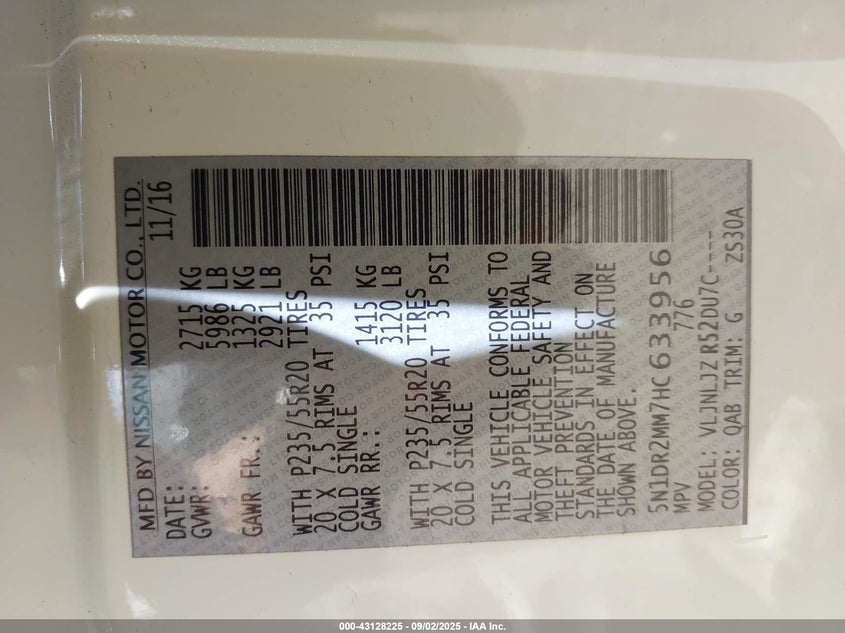 MFD BY NISSAN MOTOR CO., LTD.
DATE: 11/16
GVWR: 2715 KG
5986 LB
GAWR FR.: 1325 KG
2921 LB
WITH P235/55R20 TIRES
20 X 7.5 RIMS AT 35 PSI
COLD SINGLE
GAWR RR.: 1415 KG
3120 LB
WITH P235/55R20 TIRES
20 X 7.5 RIMS AT 35 PSI
COLD SINGLE
THIS VEHICLE CONFORMS TO
ALL APPLICABLE FEDERAL
MOTOR VEHICLE SAFETY AND
THEFT PREVENTION
STANDARDS IN EFFECT ON
THE DATE OF MANUFACTURE
SHOWN ABOVE.
5N1DR2MM7HC633956
MPV 776
MODEL: VLJNLJZ R52DU7C----
COLOR: QAB TRIM: G ZS30A
000-43128225 - 09/02/2025 - IAA Inc.